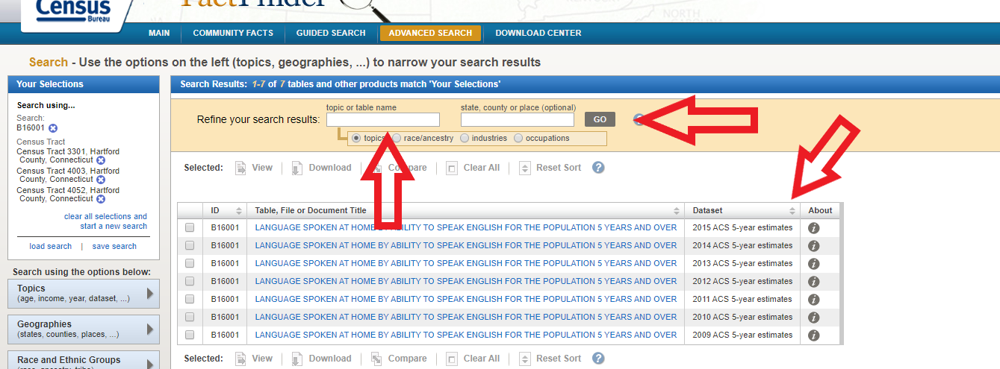 Census
Bureau
FactFinder
NORTH
CAROLINA
MAIN
COMMUNITY FACTS
GUIDED SEARCH
ADVANCED SEARCH
DOWNLOAD CENTER
Search - Use the options on the left (topics, geographies, ...) to narrow your search results
Your Selections
Search using...
Search:
B16001
Census Tract
Census Tract 3301, Hartford
County, Connecticut
Census Tract 4003, Hartford
County, Connecticut
Census Tract 4052, Hartford
County, Connecticut
clear all selections and
start a new search
load search | save search
Search using the options below:
Topics
(age, income, year, dataset, ...)
Geographies
(states, counties, places, ...)
Race and Ethnic Groups
(race, ancestry, tribe)
Search Results: 1-7 of 7 tables and other products match 'Your Selections'
topic or table name
state, county or place (optional)
Refine your search results:
GO
topics
race/ancestry
industries
occupations
Selected: View | Download | Compare | Clear All | Reset Sort ?
ID Table, File or Document Title Dataset About
B16001 LANGUAGE SPOKEN AT HOME BY ABILITY TO SPEAK ENGLISH FOR THE POPULATION 5 YEARS AND OVER 2015 ACS 5-year estimates i
B16001 LANGUAGE SPOKEN AT HOME BY ABILITY TO SPEAK ENGLISH FOR THE POPULATION 5 YEARS AND OVER 2014 ACS 5-year estimates i
B16001 LANGUAGE SPOKEN AT HOME BY ABILITY TO SPEAK ENGLISH FOR THE POPULATION 5 YEARS AND OVER 2013 ACS 5-year estimates i
B16001 LANGUAGE SPOKEN AT HOME BY ABILITY TO SPEAK ENGLISH FOR THE POPULATION 5 YEARS AND OVER 2012 ACS 5-year estimates i
B16001 LANGUAGE SPOKEN AT HOME BY ABILITY TO SPEAK ENGLISH FOR THE POPULATION 5 YEARS AND OVER 2011 ACS 5-year estimates i
B16001 LANGUAGE SPOKEN AT HOME BY ABILITY TO SPEAK ENGLISH FOR THE POPULATION 5 YEARS AND OVER 2010 ACS 5-year estimates i
B16001 LANGUAGE SPOKEN AT HOME BY ABILITY TO SPEAK ENGLISH FOR THE POPULATION 5 YEARS AND OVER 2009 ACS 5-year estimates i
Selected: View | Download | Compare | Clear All | Reset Sort ?